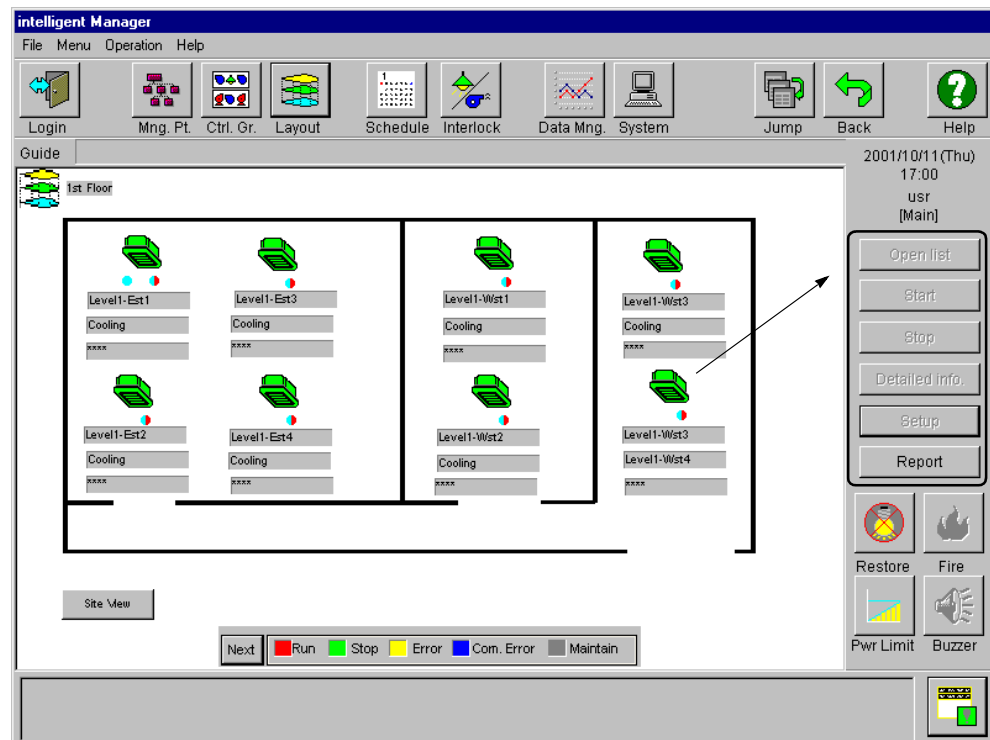 intelligent Manager
File Menu Operation Help
Login Mng. Pt. Ctrl. Gr. Layout Schedule Interlock Data Mng. System Jump Back Help
1
Guide
2001/10/11(Thu)
17:00
usr
[Main]
1st Floor
Level1-Est1 Level1-Est3 Level1-Wst1 Level1-Wst3
Cooling Cooling Cooling Cooling
**** **** **** ****
Level1-Est2 Level1-Est4 Level1-Wst2 Level1-Wst3
Cooling Cooling Cooling Level1-Wst4
**** **** **** ****
Open list
Start
Stop
Detailed info.
Setup
Report
Restore Fire
Pwr Limit Buzzer
Site View
Next Run Stop Error Com. Error Maintain